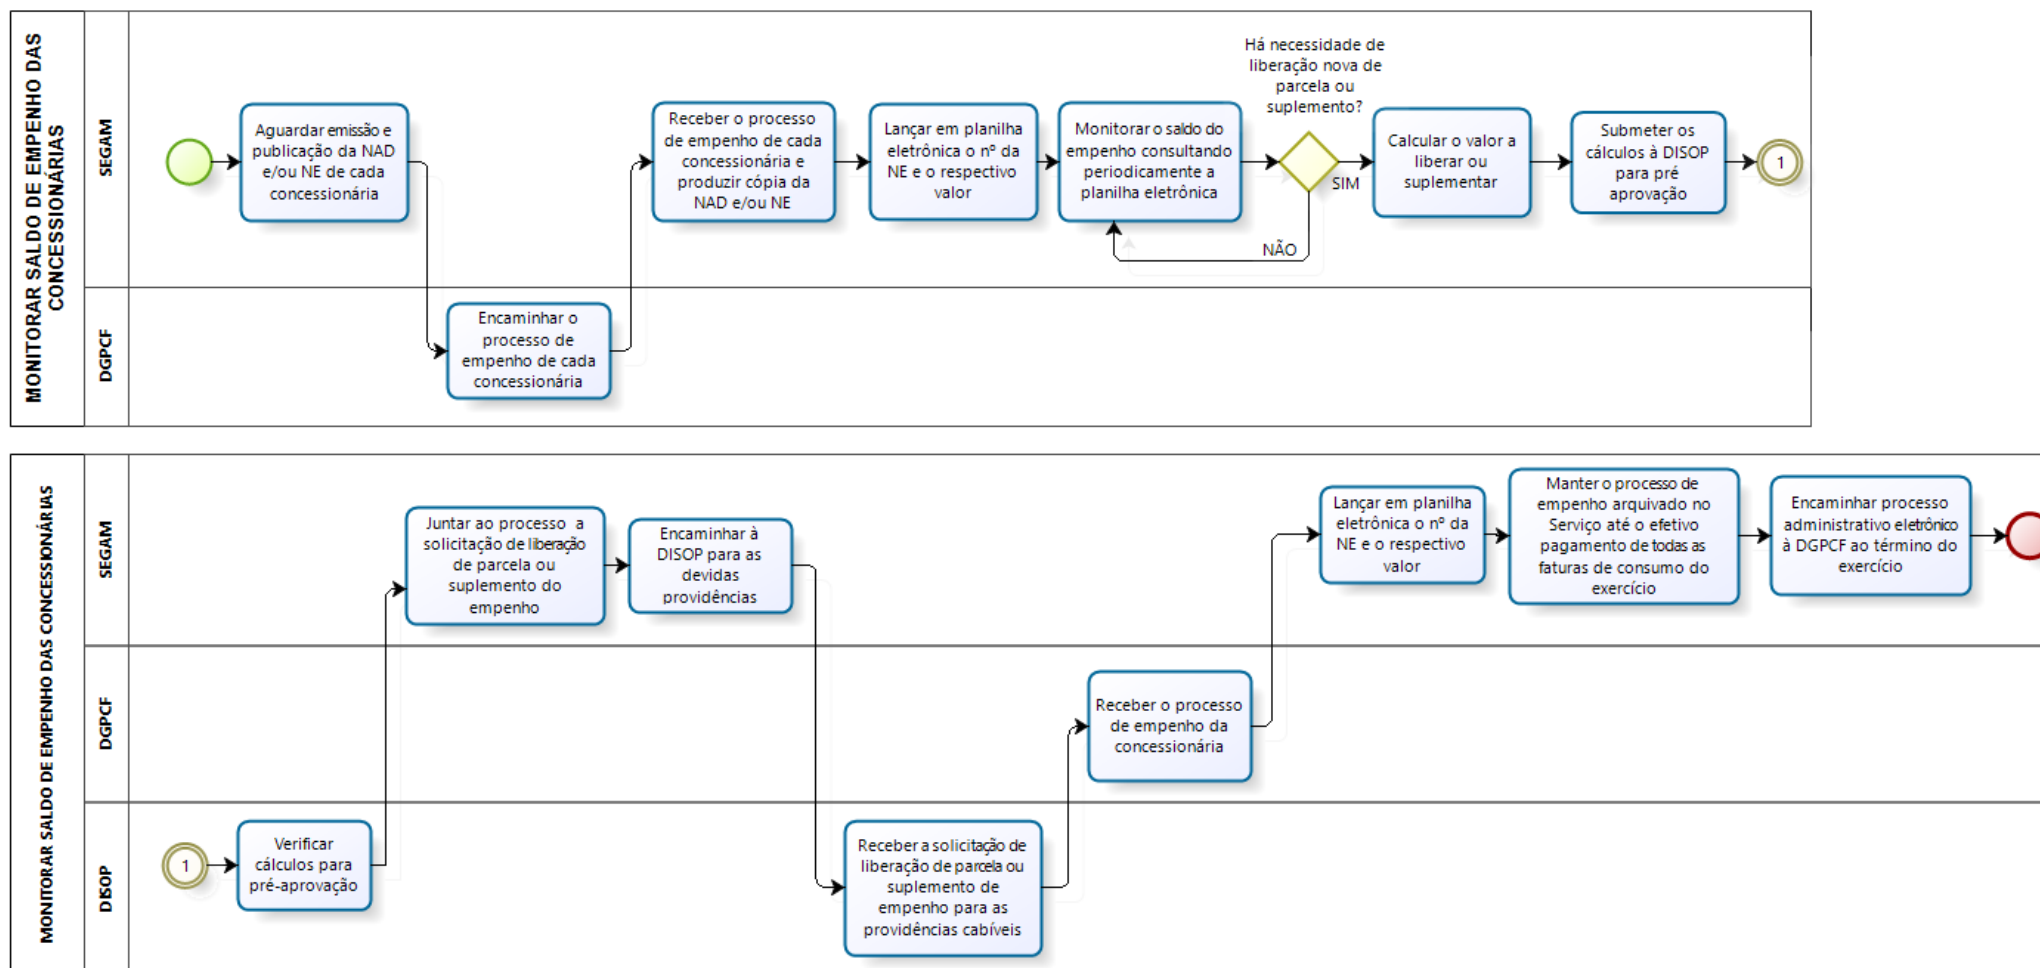 MONITORAR SALDO DE EMPENHO DAS
CONCESSIONÁRIAS
SEGAM
DGPCF
Aguardar emissão e
publicação da NAD
e/ou NE de cada
concessionária
Encaminhar o
processo de
empenho de cada
concessionária
Receber o processo
de empenho de cada
concessionária e
produzir cópia da
NAD e/ou NE
Lançar em planilha
eletrônica o nº da
NE e o respectivo
valor
Monitorar o saldo do
empenho consultando
periodicamente a
planilha eletrônica
Há necessidade de
liberação nova de
parcela ou
suplemento?
SIM
NÃO
Calcular o valor a
liberar ou
suplementar
Submeter os
cálculos à DISOP
para pré
aprovação
1
MONITORAR SALDO DE EMPENHO DAS CONCESSIONÁRIAS
SEGAM
DGPCF
DISOP
1
Verificar
cálculos para
pré-aprovação
Juntar ao processo a
solicitação de liberação
de parcela ou
suplemento do
empenho
Encaminhar à
DISOP para as
devidas
providências
Receber a solicitação de
liberação de parcela ou
suplemento de
empenho para as
providências cabíveis
Receber o processo
de empenho da
concessionária
Lançar em planilha
eletrônica o nº da
NE e o respectivo
valor
Manter o processo de
empenho arquivado no
Serviço até o efetivo
pagamento de todas as
faturas de consumo do
exercício
Encaminhar processo
administrativo eletrônico
à DGPCF ao término do
exercício